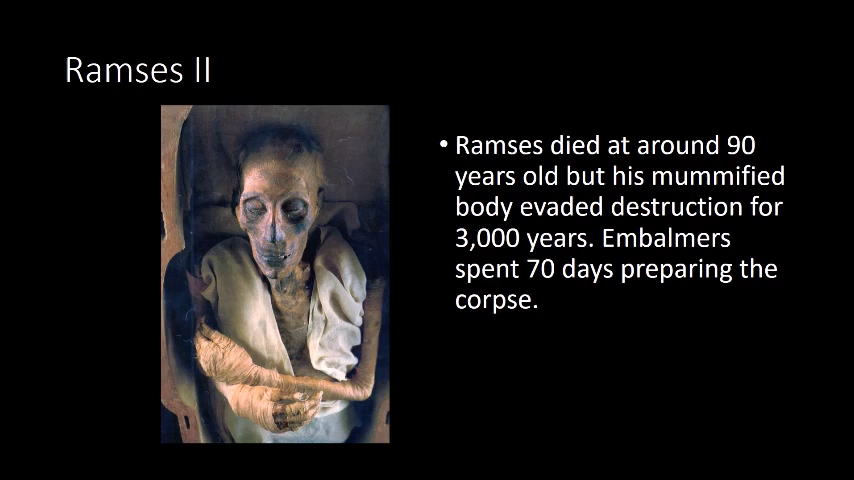 Ramses II
• Ramses died at around 90
years old but his mummified
body evaded destruction for
3,000 years. Embalmers
spent 70 days preparing the
corpse.